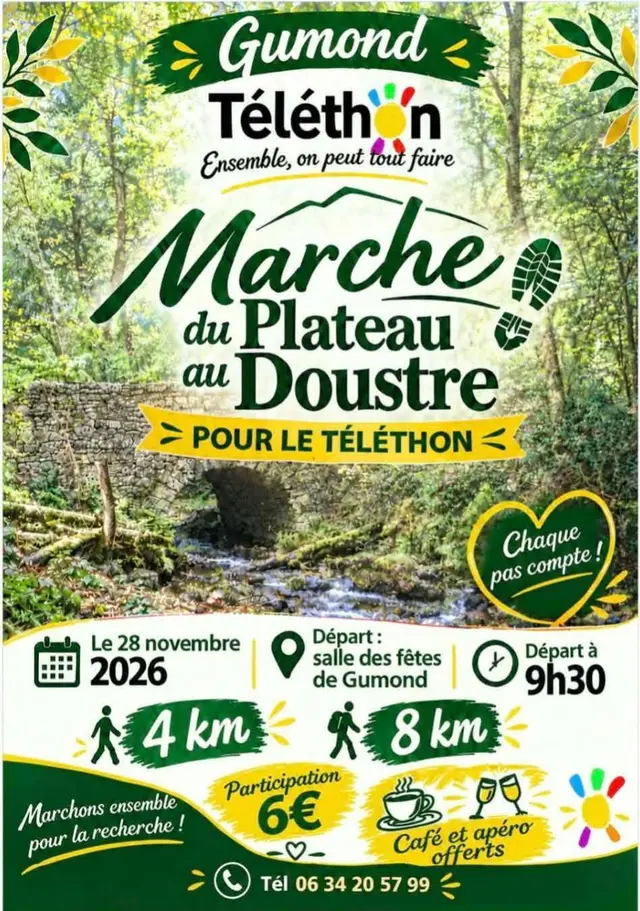 Gumond
Téléthon
Ensemble, on peut tout faire
Marche
du Plateau
au Doustre
POUR LE TÉLÉTHON
Chaque
pas compte !
Le 28 novembre
2026
Départ :
salle des fêtes
de Gumond
Départ à
9h30
4 km
8 km
Marchons ensemble
pour la recherche !
Participation
6€
Café et apéro
offerts
Tél 06 34 20 57 99